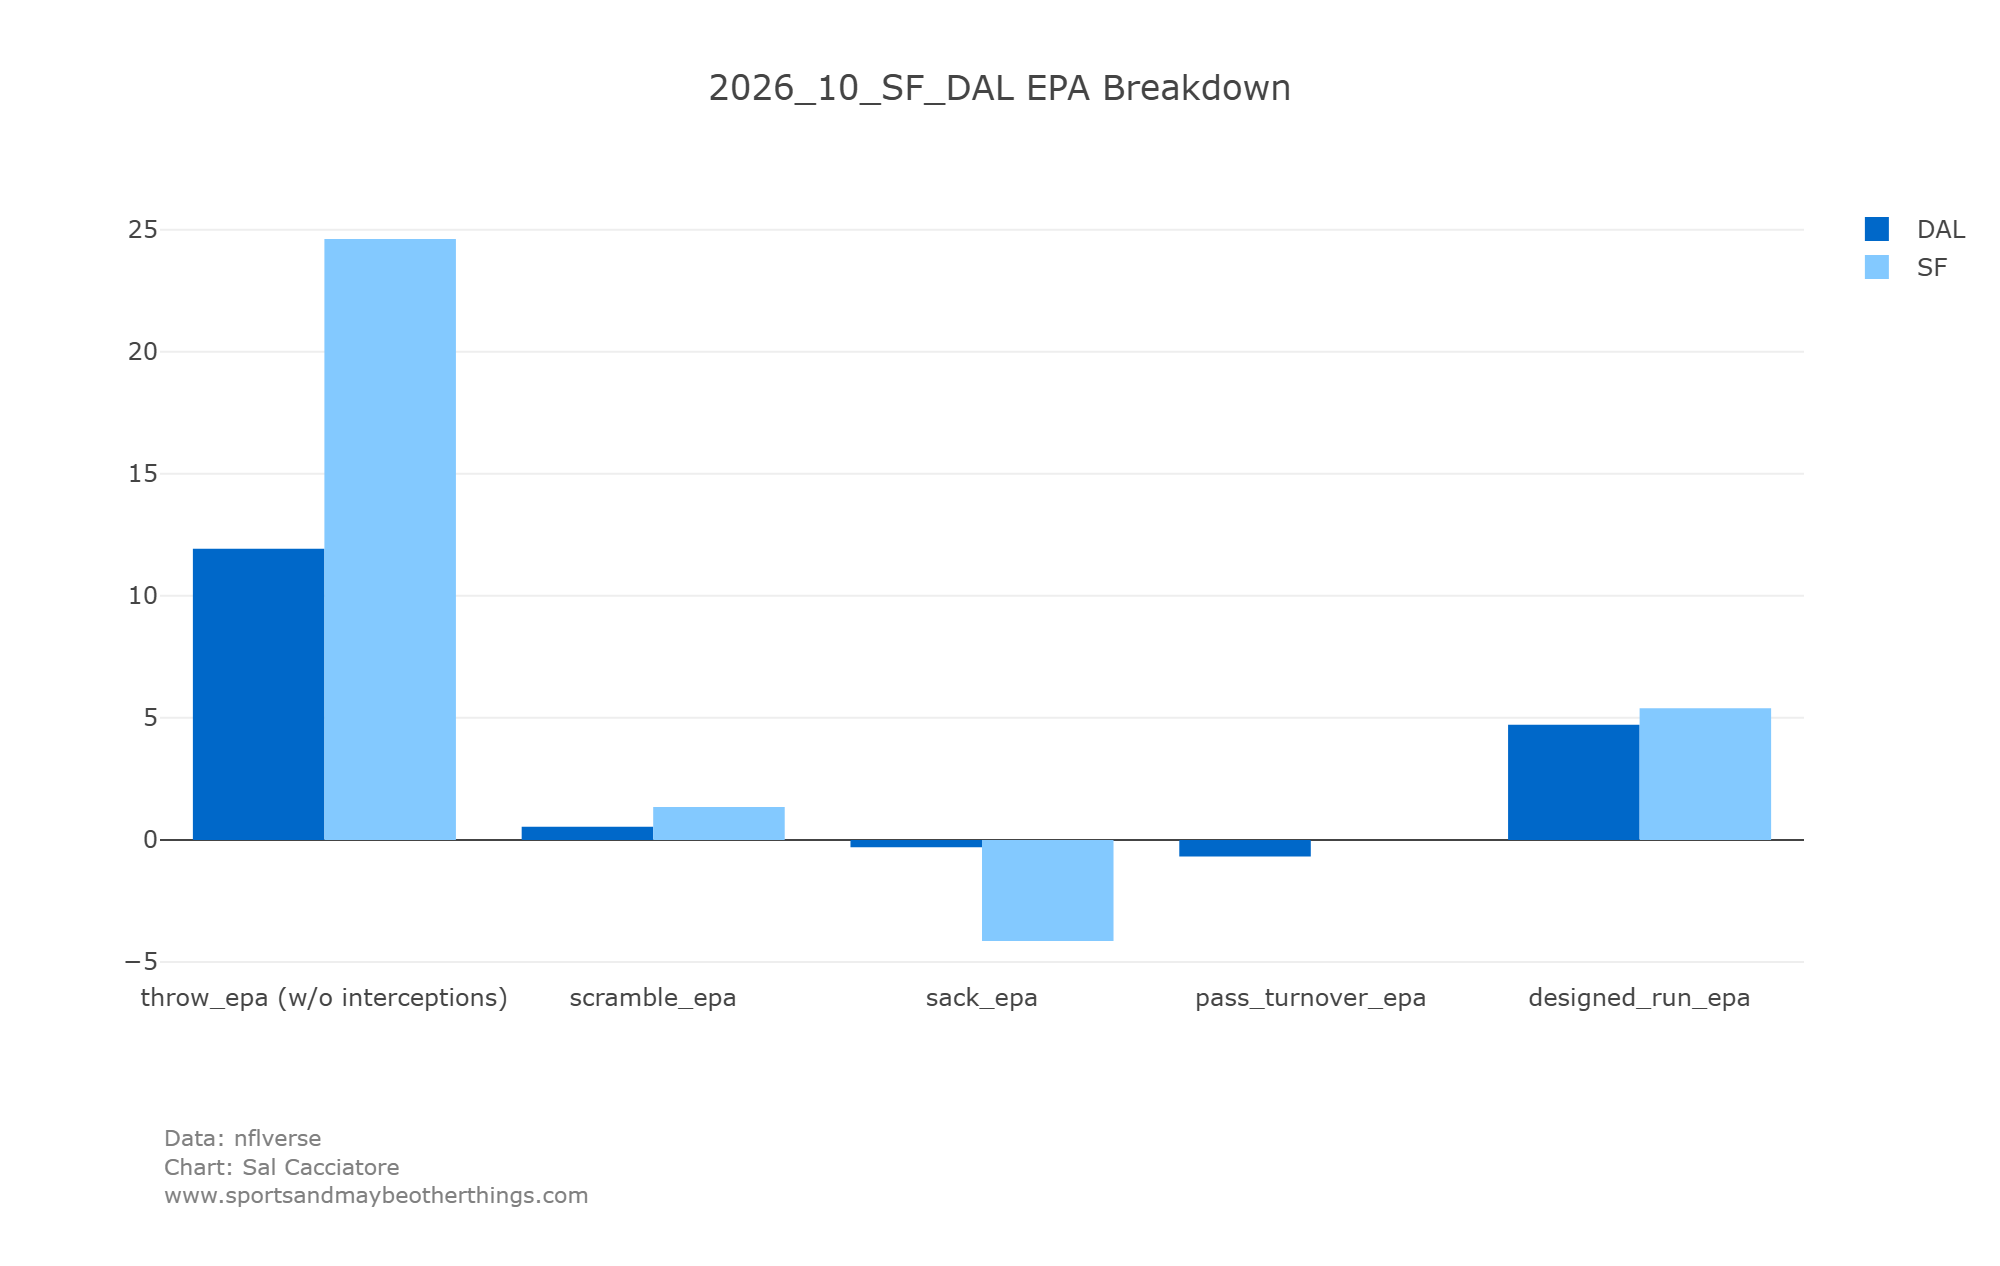 2026_10_SF_DAL EPA Breakdown
25
20
15
10
5
0
−5
DAL
SF
throw_epa (w/o interceptions)
scramble_epa
sack_epa
pass_turnover_epa
designed_run_epa
Data: nflverse
Chart: Sal Cacciatore
www.sportsandmaybeotherthings.com